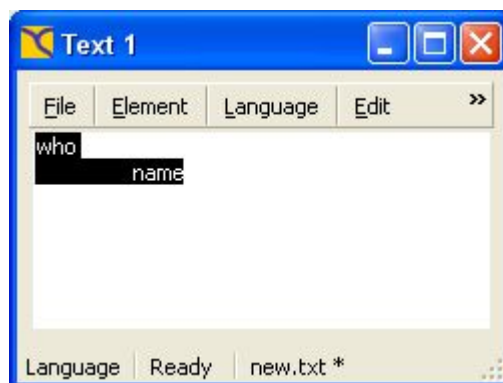 Text 1
File Element Language Edit »
who
name
Language Ready new.txt *